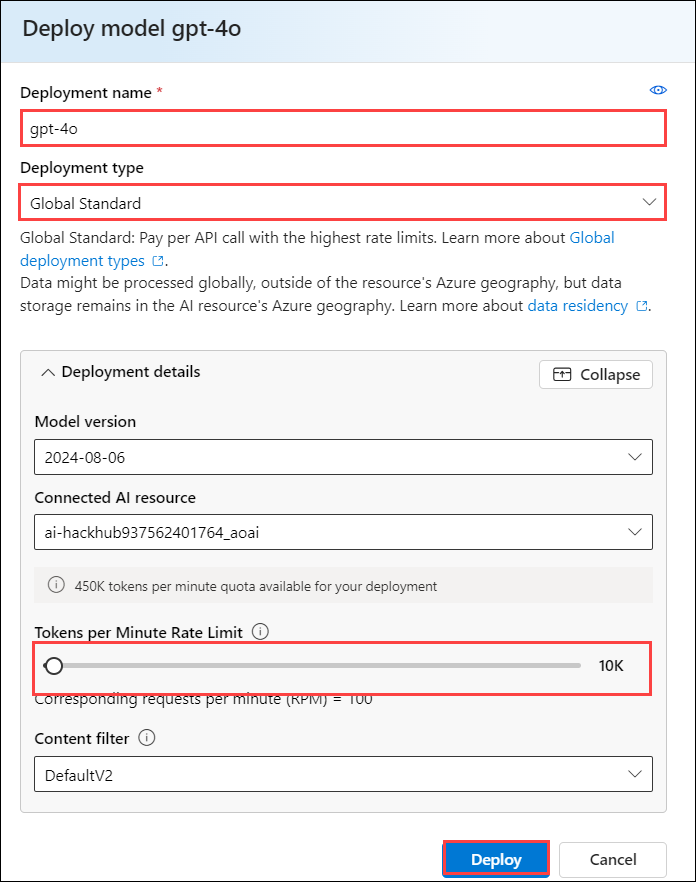 Deploy model gpt-4o
Deployment name *
gpt-4o
Deployment type
Global Standard
Global Standard: Pay per API call with the highest rate limits. Learn more about Global
deployment types.
Data might be processed globally, outside of the resource's Azure geography, but data
storage remains in the AI resource's Azure geography. Learn more about data residency.
Deployment details
Collapse
Model version
2024-08-06
Connected AI resource
ai-hackhub937562401764_aoai
450K tokens per minute quota available for your deployment
Tokens per Minute Rate Limit
10K
Corresponding requests per minute (RPM) = 100
Content filter
DefaultV2
Deploy
Cancel